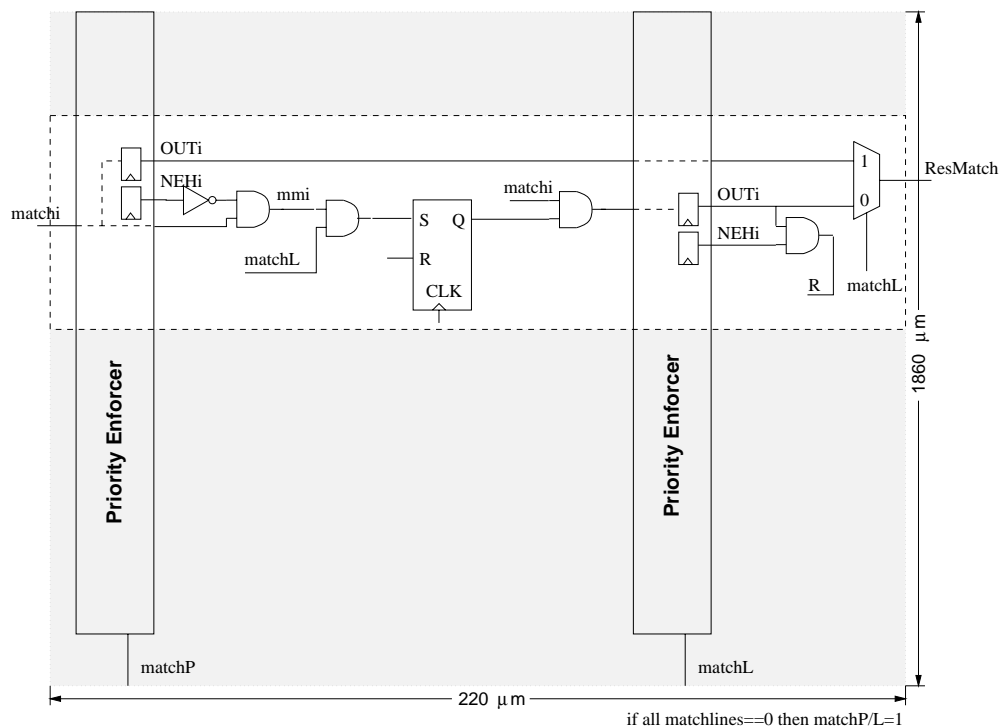 OUTi
1
ResMatch
NEHi
matchi
mmi
matchi
OUTi
0
matchL
S Q
R
CLK
NEHi
R
matchL
Priority Enforcer
Priority Enforcer
1860 μm
matchP
matchL
220 μm
if all matchlines==0 then matchP/L=1